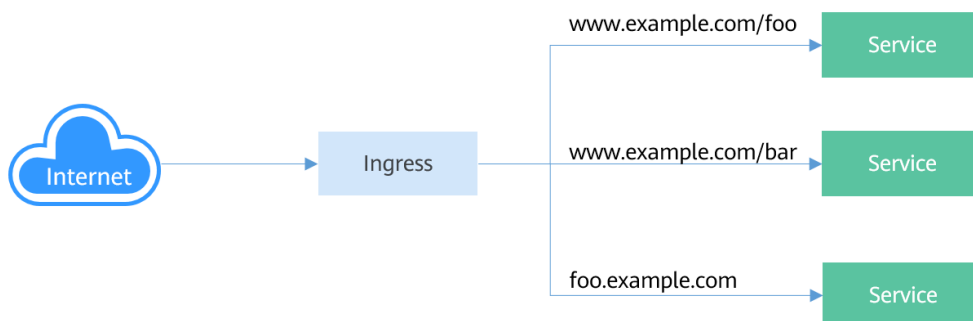 www.example.com/foo
Service
Internet
Ingress
www.example.com/bar
Service
foo.example.com
Service